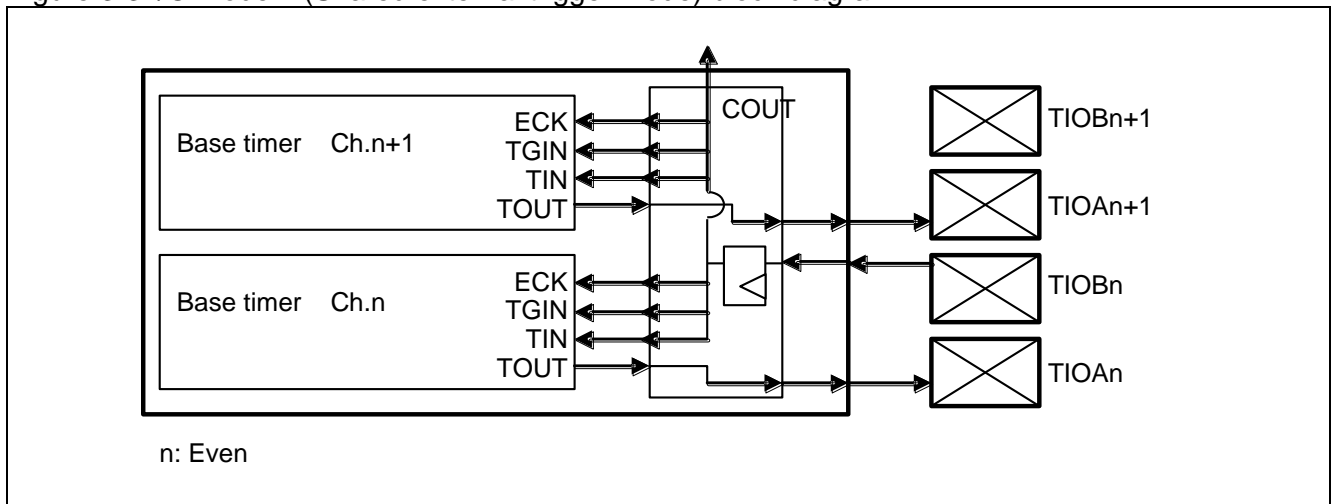 COUT
ECK
Base timer Ch.n+1
TGIN
TIN
TOUT
ECK
Base timer Ch.n
TGIN
TIN
TOUT
TIOBn+1
TIOAn+1
TIOBn
TIOAn
n: Even